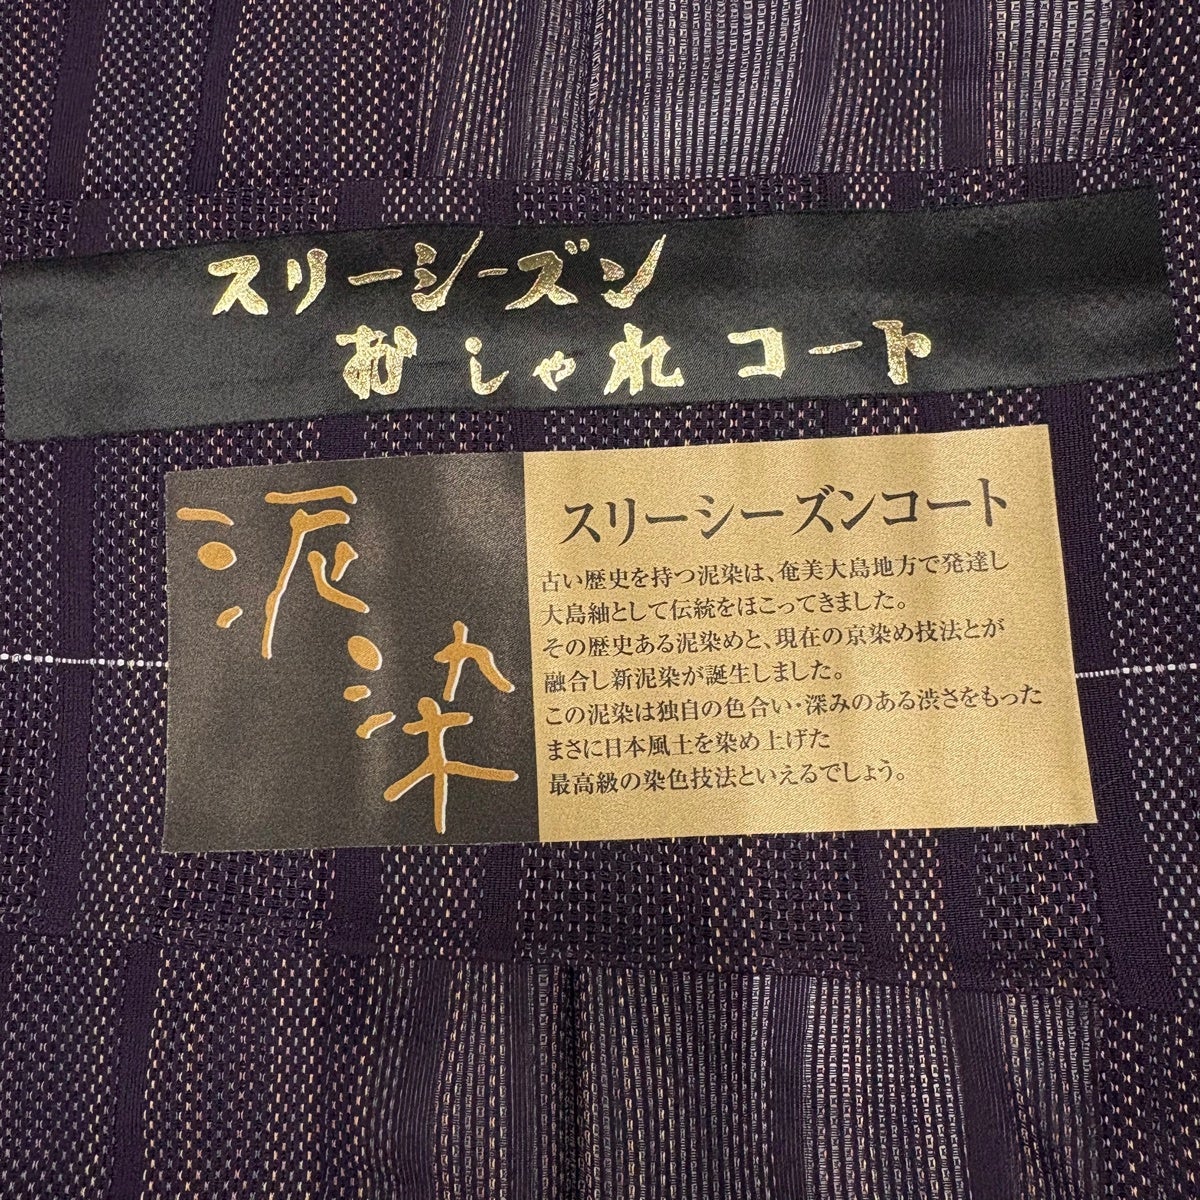 スリーシーズン
おしゃれコート
泥染
スリーシーズンコート
古い歴史を持つ泥染は、奄美大島地方で発達し
大島紬として伝統をほこってきました。
その歴史ある泥染めと、現在の京染め技法とが
融合し新泥染が誕生しました。
この泥染は独自の色合い・深みのある渋さをもった
まさに日本風土を染め上げた
最高級の染色技法といえるでしょう。